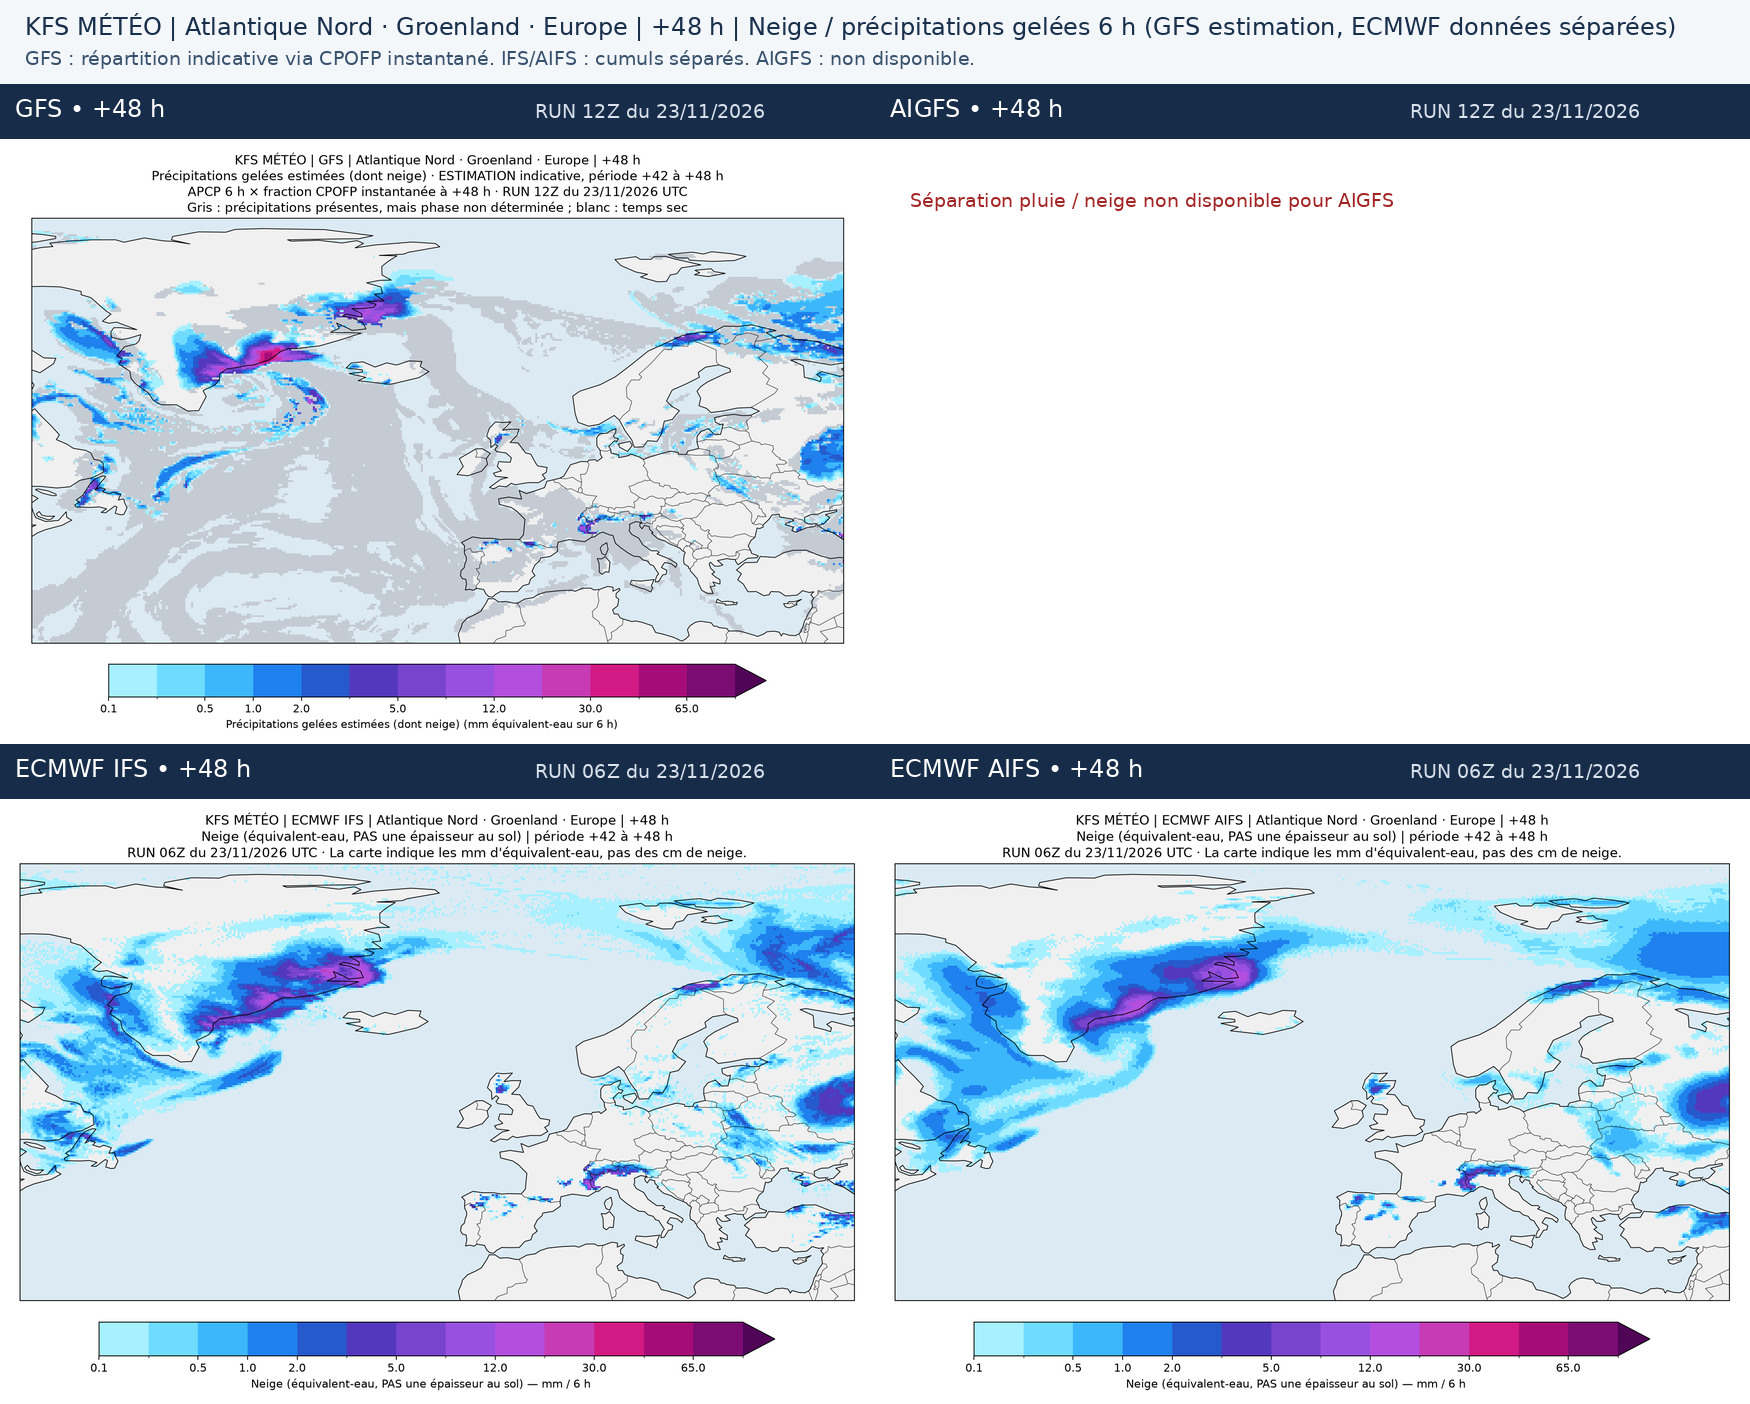 KFS MÉTÉO | Atlantique Nord · Groenland · Europe | +48 h | Neige / précipitations gelées 6 h (GFS estimation, ECMWF données séparées)
GFS : répartition indicative via CPOFP instantané. IFS/AIFS : cumuls séparés. AIGFS : non disponible.
GFS • +48 h
RUN 12Z du 23/11/2026
AIGFS • +48 h
RUN 12Z du 23/11/2026
KFS MÉTÉO | GFS | Atlantique Nord · Groenland · Europe | +48 h
Précipitations gelées estimées (dont neige) · ESTIMATION indicative, période +42 à +48 h
APCP 6 h × fraction CPOFP instantanée à +48 h · RUN 12Z du 23/11/2026 UTC
Gris : précipitations présentes, mais phase non déterminée ; blanc : temps sec
Séparation pluie / neige non disponible pour AIGFS
0.1 0.5 1.0 2.0 5.0 12.0 30.0 65.0
Précipitations gelées estimées (dont neige) (mm équivalent-eau sur 6 h)
ECMWF IFS • +48 h
RUN 06Z du 23/11/2026
ECMWF AIFS • +48 h
RUN 06Z du 23/11/2026
KFS MÉTÉO | ECMWF IFS | Atlantique Nord · Groenland · Europe | +48 h
Neige (équivalent-eau, PAS une épaisseur au sol) | période +42 à +48 h
RUN 06Z du 23/11/2026 UTC · La carte indique les mm d'équivalent-eau, pas des cm de neige.
KFS MÉTÉO | ECMWF AIFS | Atlantique Nord · Groenland · Europe | +48 h
Neige (équivalent-eau, PAS une épaisseur au sol) | période +42 à +48 h
RUN 06Z du 23/11/2026 UTC · La carte indique les mm d'équivalent-eau, pas des cm de neige.
0.1 0.5 1.0 2.0 5.0 12.0 30.0 65.0
Neige (équivalent-eau, PAS une épaisseur au sol) — mm / 6 h
0.1 0.5 1.0 2.0 5.0 12.0 30.0 65.0
Neige (équivalent-eau, PAS une épaisseur au sol) — mm / 6 h